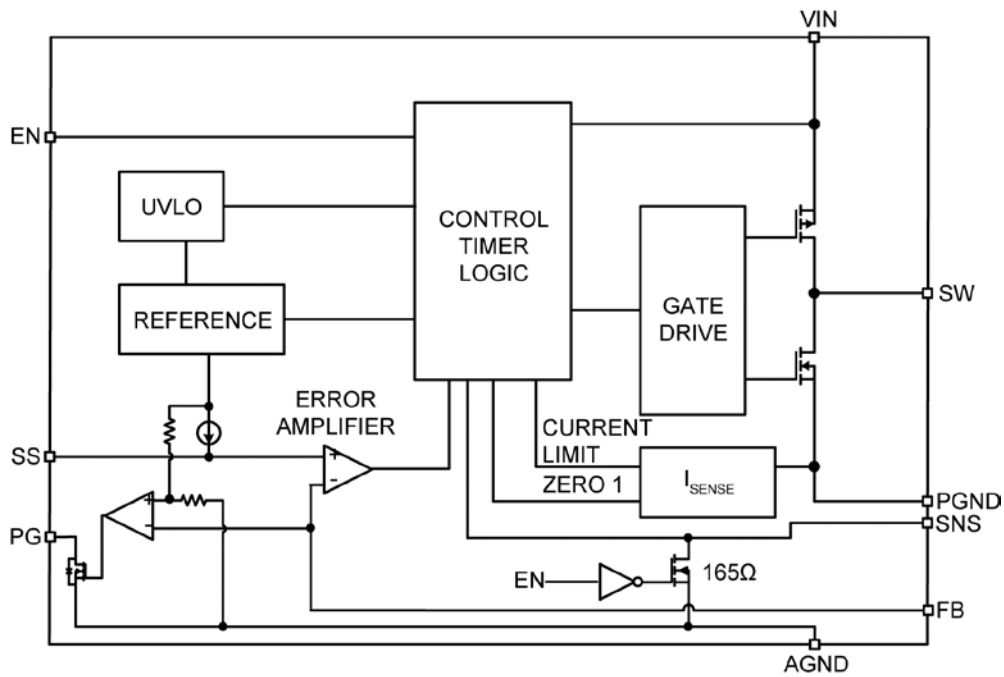 VIN
EN
UVLO
CONTROL
TIMER
LOGIC
REFERENCE
GATE
DRIVE
SW
ERROR
AMPLIFIER
+
-
CURRENT
LIMIT
ZERO 1
I_SENSE
SS
PGND
SNS
+
-
PG
EN
165Ω
FB
AGND